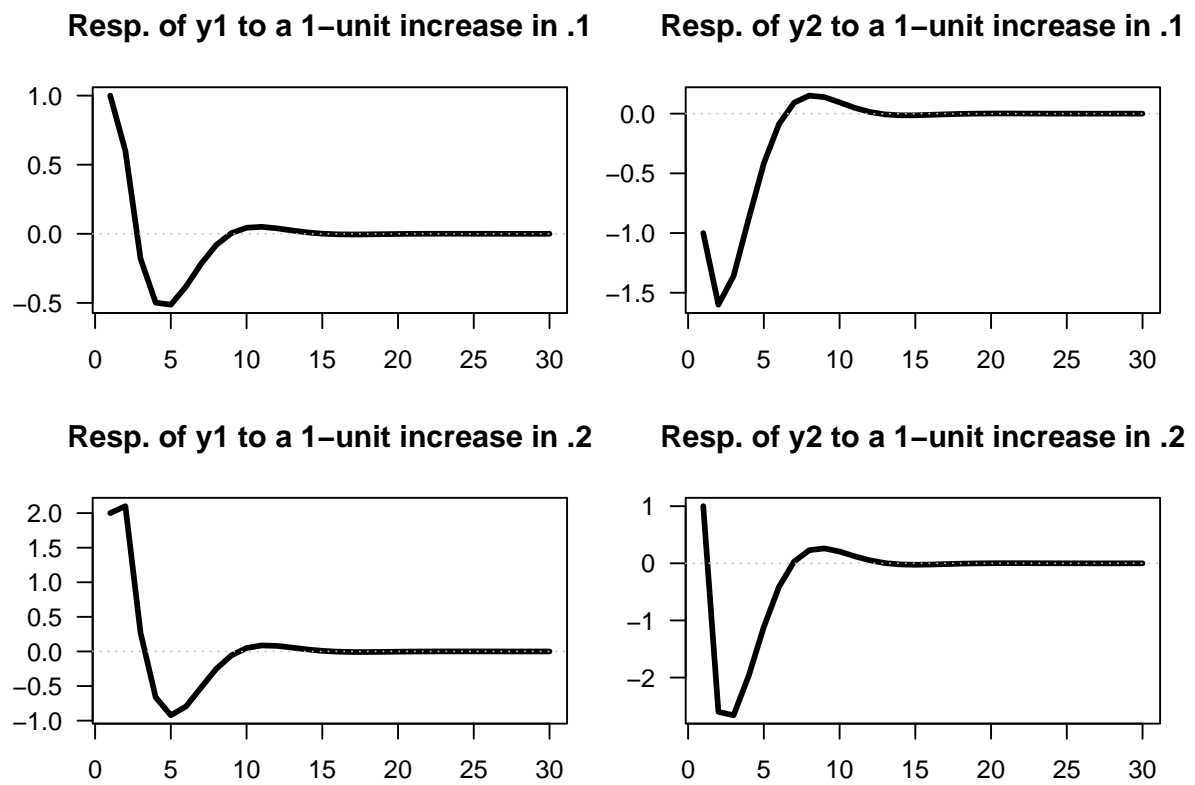 Resp. of y1 to a 1−unit increase in .1
1.0
0.5
0.0
−0.5
0 5 10 15 20 25 30
Resp. of y2 to a 1−unit increase in .1
0.0
−0.5
−1.0
−1.5
0 5 10 15 20 25 30
Resp. of y1 to a 1−unit increase in .2
2.0
1.5
1.0
0.5
0.0
−0.5
−1.0
0 5 10 15 20 25 30
Resp. of y2 to a 1−unit increase in .2
1
0
−1
−2
0 5 10 15 20 25 30